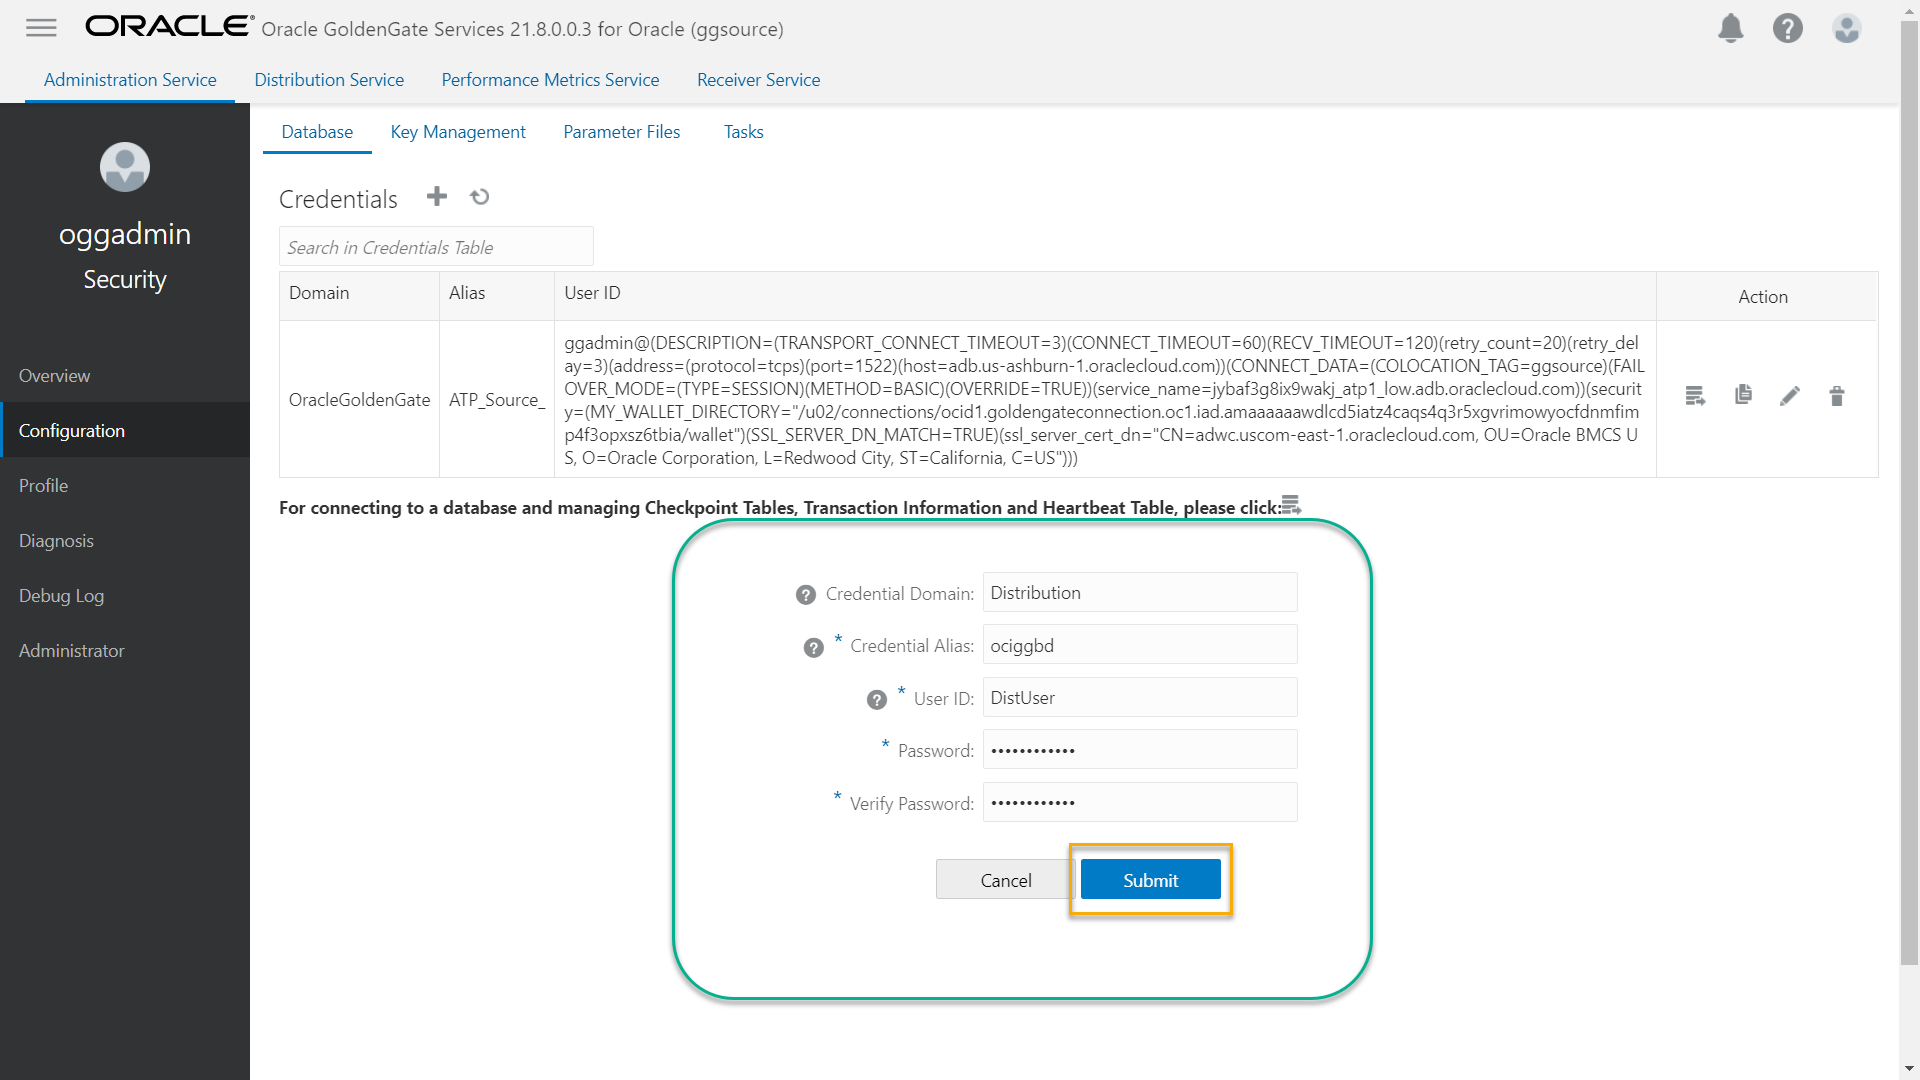 ORACLE® Oracle GoldenGate Services 21.8.0.0.3 for Oracle (ggsource)
Administration Service Distribution Service Performance Metrics Service Receiver Service
Database Key Management Parameter Files Tasks
oggadmin
Security
Overview
Configuration
Profile
Diagnosis
Debug Log
Administrator
Credentials
Search in Credentials Table
Domain Alias User ID Action
OracleGoldenGate ATP_Source_
ggadmin@(DESCRIPTION=(TRANSPORT_CONNECT_TIMEOUT=3)(CONNECT_TIMEOUT=60)(RECV_TIMEOUT=120)(retry_count=20)(retry_del
ay=3)(address=(protocol=tcps)(port=1522)(host=adb.us-ashburn-1.oraclecloud.com))(CONNECT_DATA=(COLOCATION_TAG=ggsource)(FAIL
OVER_MODE=(TYPE=SESSION)(METHOD=BASIC)(OVERRIDE=TRUE))(service_name=jybaf3g8ix9wakj_atp1_low.adb.oraclecloud.com))(securit
y=(MY_WALLET_DIRECTORY="/u02/connections/ocid1.goldengateconnection.oc1.iad.amaaaaaawdlcd5iatz4caqs4q3r5xgvrimowyocfdnmfim
p4f3opxsz6tbia/wallet")(SSL_SERVER_DN_MATCH=TRUE)(ssl_server_cert_dn="CN=adwc.uscom-east-1.oraclecloud.com, OU=Oracle BMCS U
S, O=Oracle Corporation, L=Redwood City, ST=California, C=US")))
For connecting to a database and managing Checkpoint Tables, Transaction Information and Heartbeat Table, please click:
? Credential Domain: Distribution
? * Credential Alias: ociggbd
? * User ID: DistUser
* Password: ••••••••••••
* Verify Password: ••••••••••••
Cancel Submit